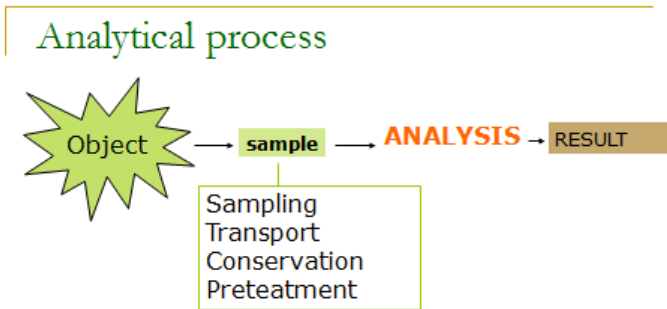 Analytical process
Object
sample
ANALYSIS
RESULT
Sampling
Transport
Conservation
Preteatment